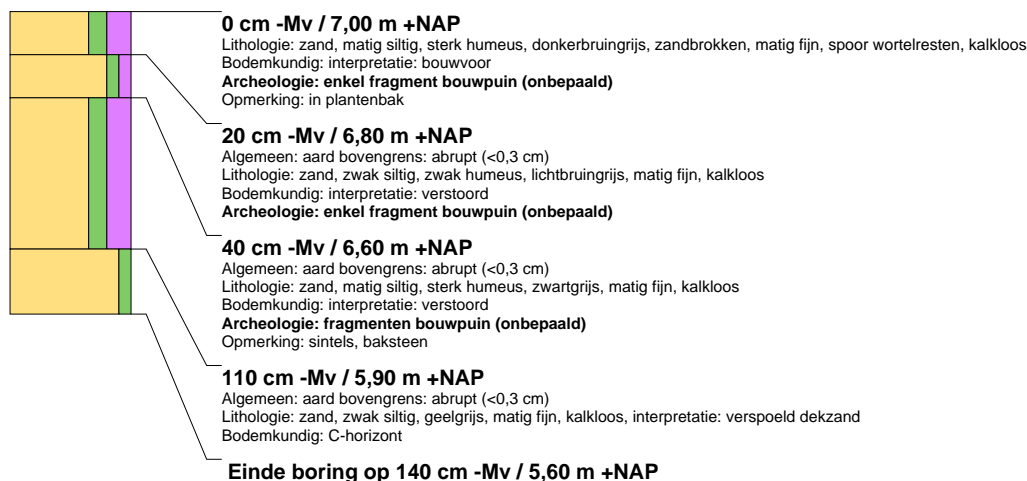 0 cm -Mv / 7,00 m +NAP
Lithologie: zand, matig siltig, sterk humeus, donkerbruingrijs, zandbrokken, matig fijn, spoor wortelresten, kalkloos
Bodemkundig: interpretatie: bouwvoor
Archeologie: enkel fragment bouwpuin (onbepaald)
Opmerking: in plantenbak
20 cm -Mv / 6,80 m +NAP
Algemeen: aard bovengrens: abrupt (<0,3 cm)
Lithologie: zand, zwak siltig, zwak humeus, lichtbruingrijs, matig fijn, kalkloos
Bodemkundig: interpretatie: verstoord
Archeologie: enkel fragment bouwpuin (onbepaald)
40 cm -Mv / 6,60 m +NAP
Algemeen: aard bovengrens: abrupt (<0,3 cm)
Lithologie: zand, matig siltig, sterk humeus, zwartgrijs, matig fijn, kalkloos
Bodemkundig: interpretatie: verstoord
Archeologie: fragmenten bouwpuin (onbepaald)
Opmerking: sintels, baksteen
110 cm -Mv / 5,90 m +NAP
Algemeen: aard bovengrens: abrupt (<0,3 cm)
Lithologie: zand, zwak siltig, geelgrijs, matig fijn, kalkloos, interpretatie: verspoeld dekzand
Bodemkundig: C-horizont
Einde boring op 140 cm -Mv / 5,60 m +NAP